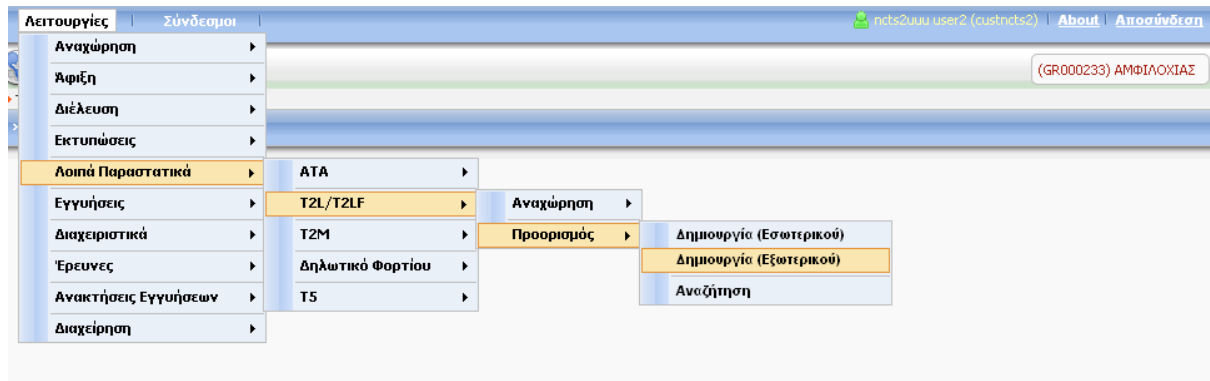 Λειτουργίες | Σύνδεσμοι | ncts2uuu user2 (custncts2) | About | Αποσύνδεση
Αναχώρηση
(GR000233) ΑΜΦΙΛΟΧΙΑΣ
Άφιξη
Διέλευση
Εκτυπώσεις
Λοιπά Παραστατικά ATA
Εγγυήσεις T2L/T2LF Αναχώρηση
Διαχειριστικά T2M Προορισμός Δημιουργία (Εσωτερικού)
Έρευνες Δηλωτικό Φορτίου Δημιουργία (Εξωτερικού)
Ανακτήσεις Εγγυήσεων T5 Αναζήτηση
Διαχείρηση